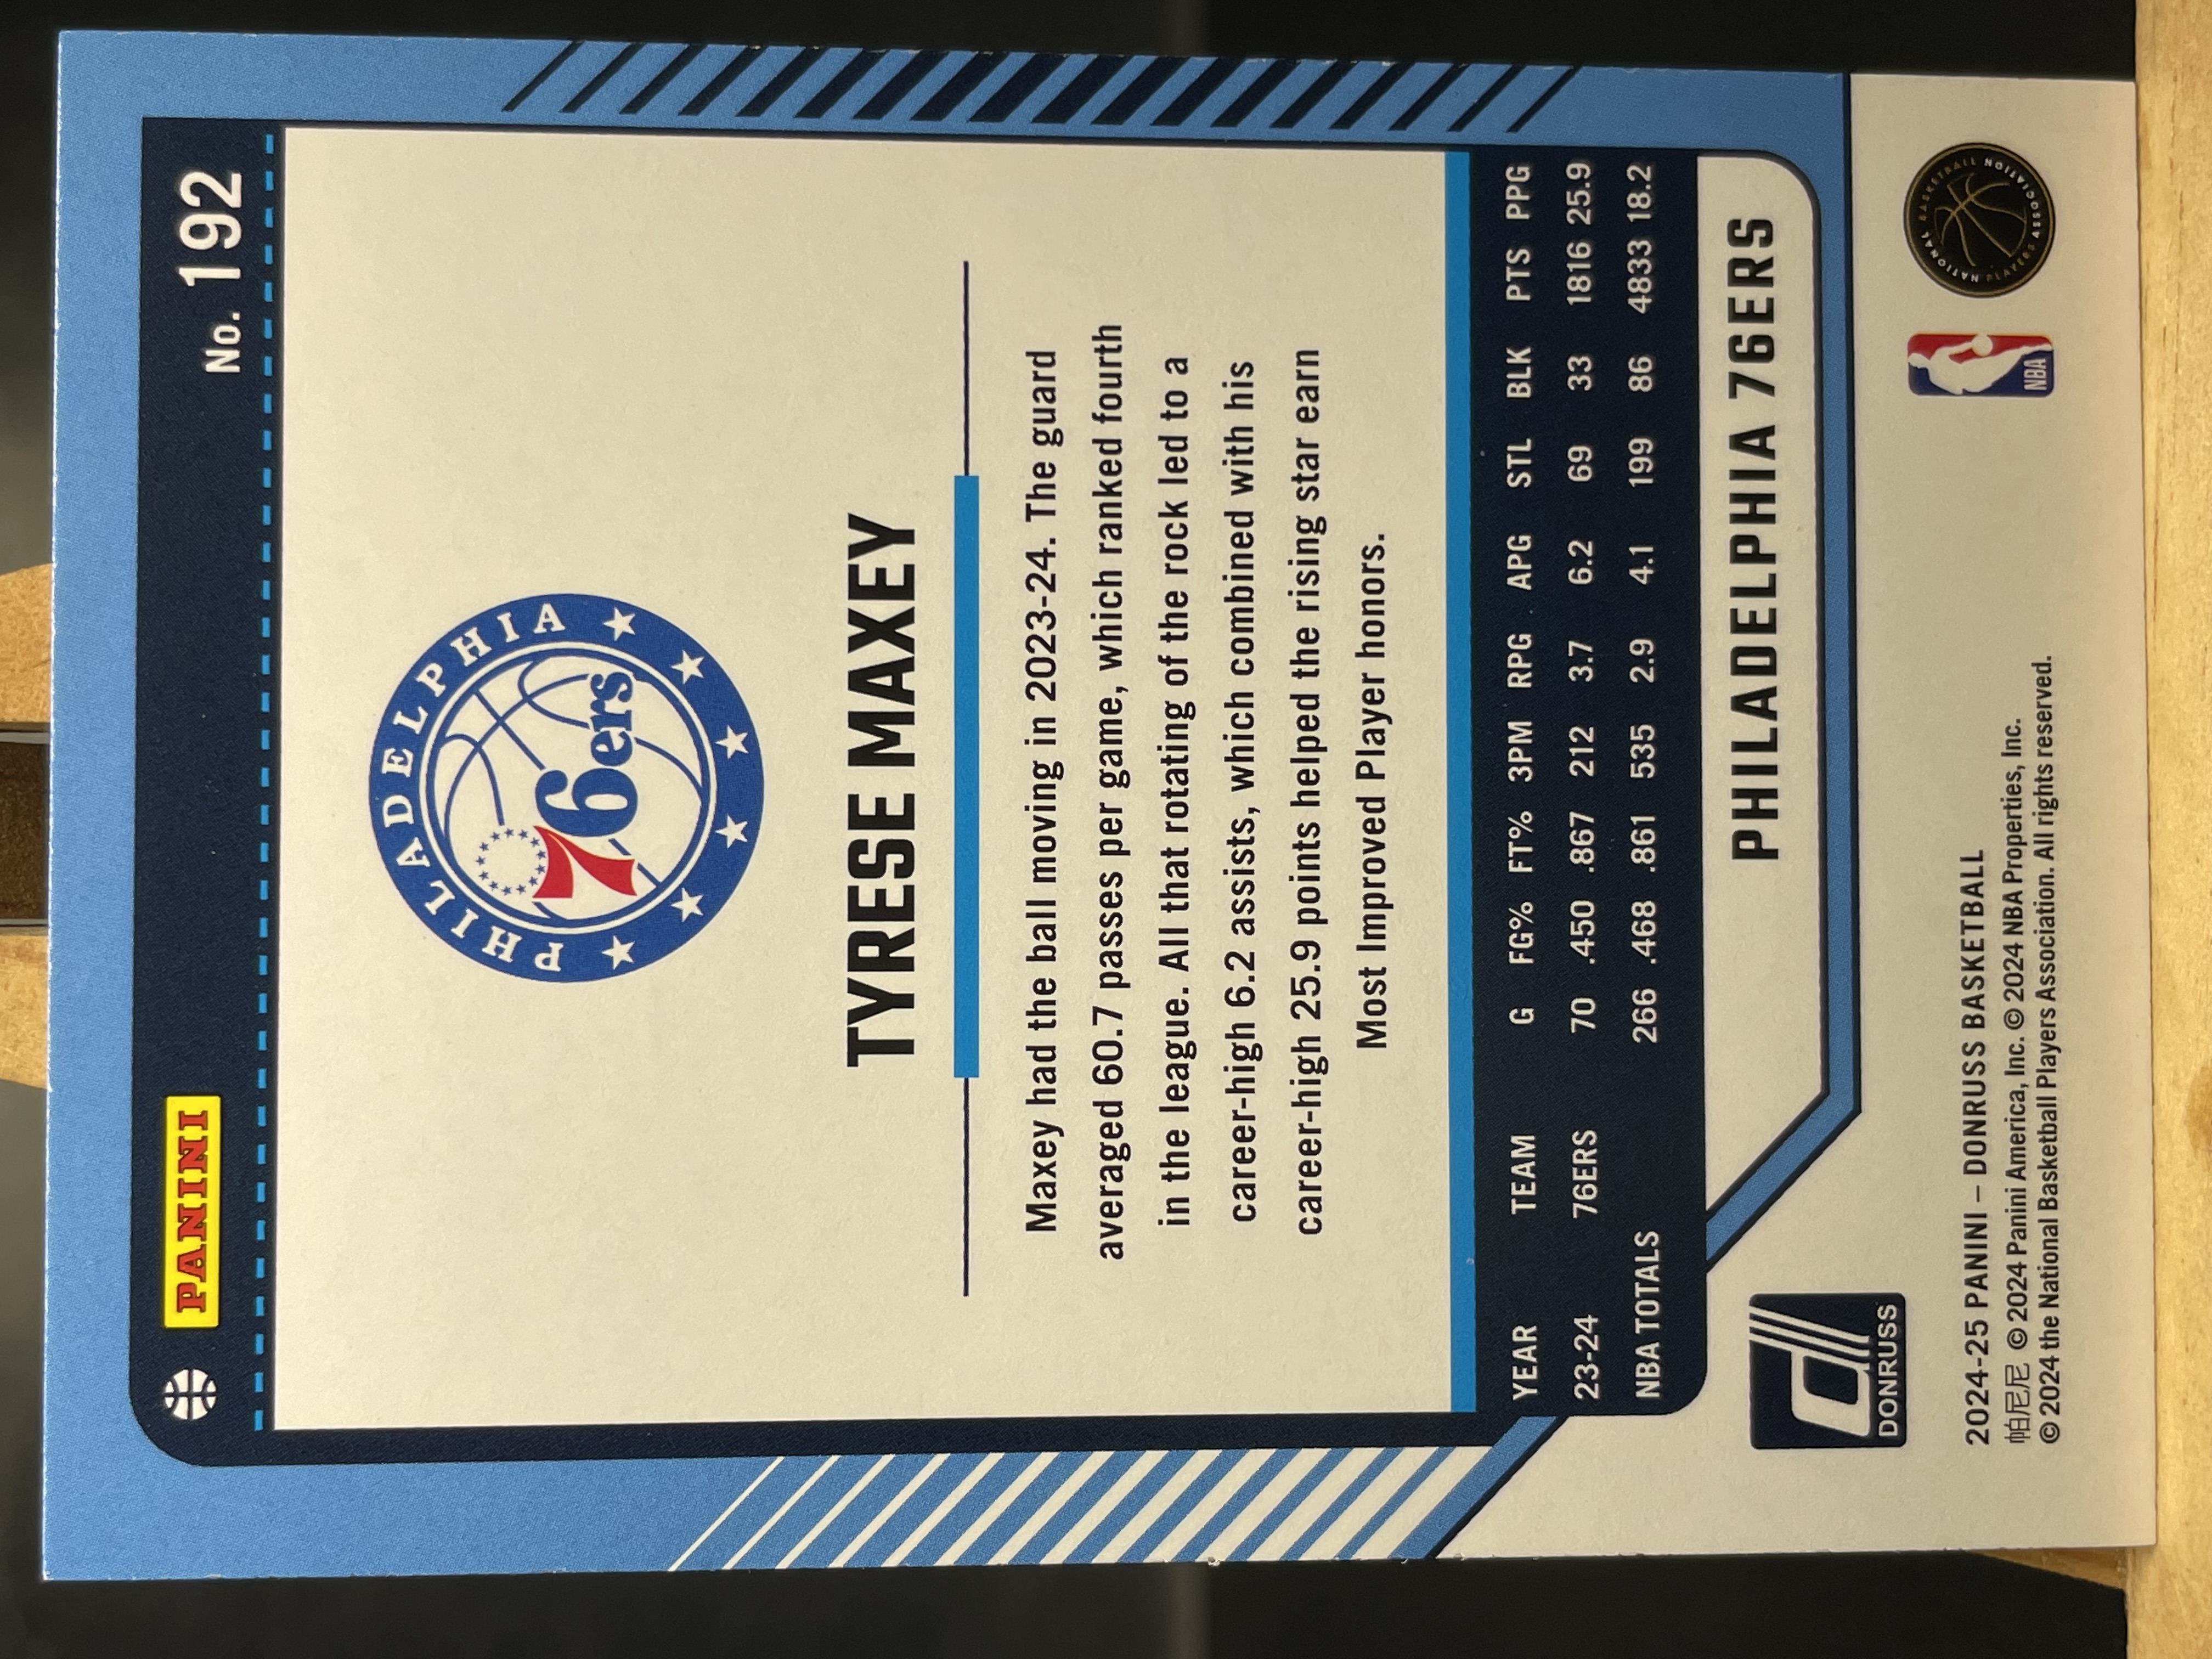 PANINI
No. 192
PHILADELPHIA
76ers
TYRESE MAXEY
Maxey had the ball moving in 2023-24. The guard
averaged 60.7 passes per game, which ranked fourth
in the league. All that rotating of the rock led to a
career-high 6.2 assists, which combined with his
career-high 25.9 points helped the rising star earn
Most Improved Player honors.
YEAR TEAM G FG% FT% 3PM RPG APG STL BLK PTS PPG
23-24 76ERS 70 .450 .867 212 3.7 6.2 69 33 1816 25.9
NBA TOTALS 266 .468 .861 535 2.9 4.1 199 86 4833 18.2
PHILADELPHIA 76ERS
DONRUSS
2024-25 PANINI – DONRUSS BASKETBALL
帕尼尼 © 2024 Panini America, Inc. © 2024 NBA Properties, Inc.
© 2024 the National Basketball Players Association. All rights reserved.
NBA
NATIONAL BASKETBALL PLAYERS ASSOCIATION